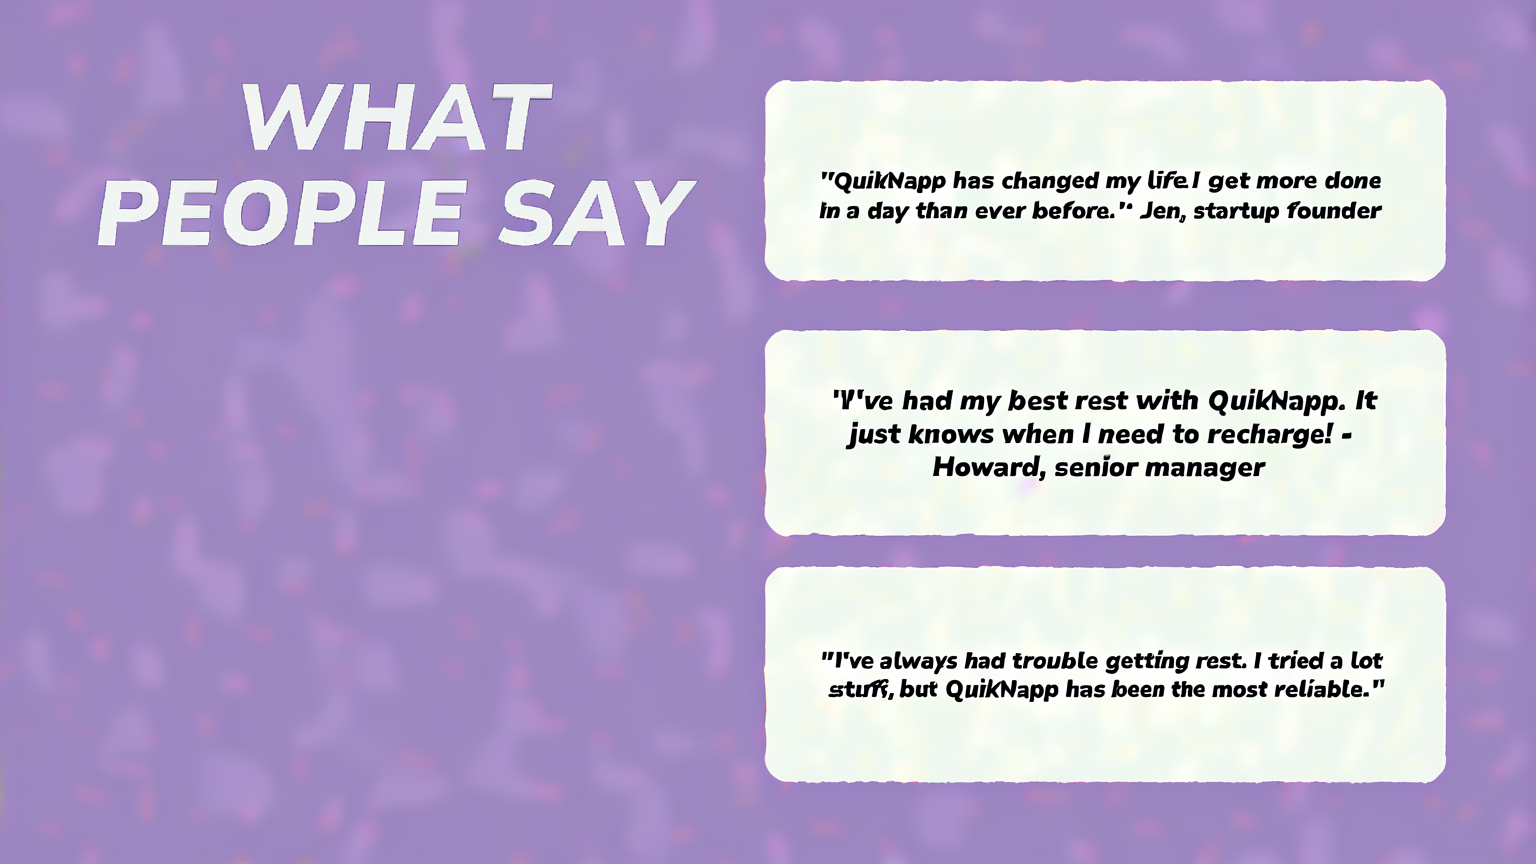 WHAT
PEOPLE SAY
"QuikNapp has changed my life I get more done
in a day than ever before." Jen, startup founder
"I've had my best rest with QuikNapp. It
just knows when I need to recharge! -
Howard, senior manager
"I've always had trouble getting rest. I tried a lot
stuff, but QuikNapp has been the most reliable."